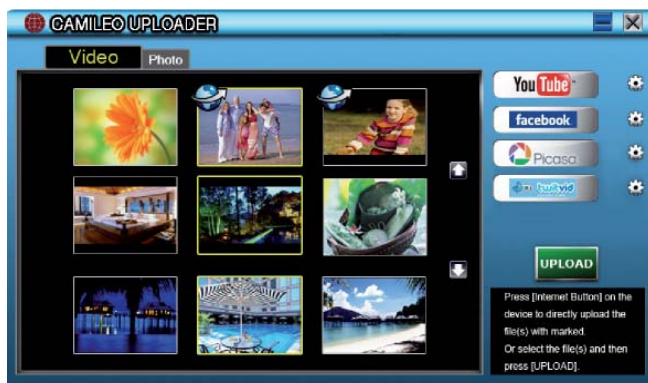 CAMILEO UPLOADER
Video
Photo
YouTube
facebook
Picasa
twitvid
UPLOAD
Press [Internet Button] on the
device to directly upload the
file(s) with marked.
Or select the file(s) and then
press [UPLOAD].